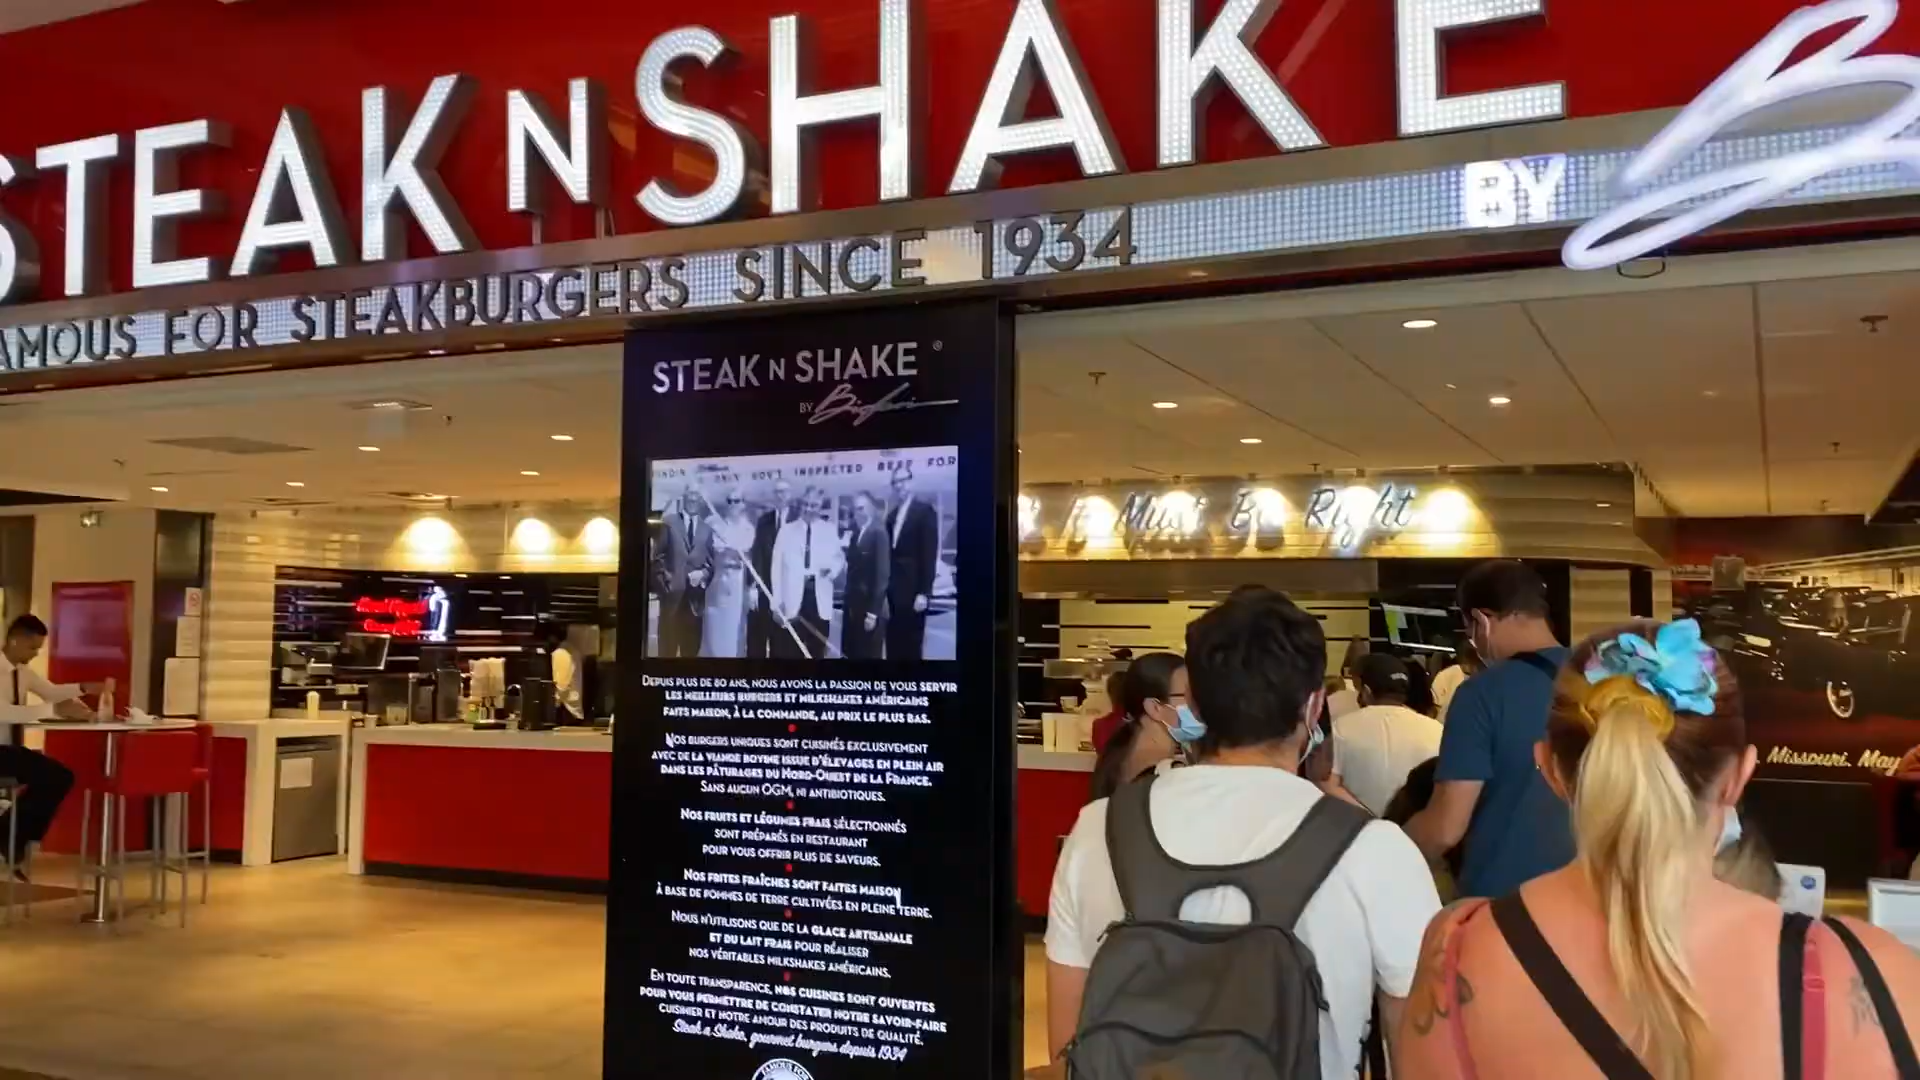 STEAK N SHAKE
BY B
FAMOUS FOR STEAKBURGERS SINCE 1934
STEAK N SHAKE ®
BY Biglari
GOV'T INSPECTED BEEF FOR
It Must Be Right
DEPUIS PLUS DE 80 ANS, NOUS AVONS LA PASSION DE VOUS SERVIR
LES MEILLEURS BURGERS ET MILKSHAKES AMÉRICAINS
FAITS MAISON, À LA COMMANDE, AU PRIX LE PLUS BAS.
NOS BURGERS UNIQUES SONT CUISINÉS EXCLUSIVEMENT
AVEC DE LA VIANDE BOVINE ISSUE D'ÉLEVAGES EN PLEIN AIR
DANS LES PÂTURAGES DU NORD-OUEST DE LA FRANCE.
SANS AUCUN OGM, NI ANTIBIOTIQUES.
NOS FRUITS ET LÉGUMES FRAIS SÉLECTIONNÉS
SONT PRÉPARÉS EN RESTAURANT
POUR VOUS OFFRIR PLUS DE SAVEURS.
NOS FRITES FRAÎCHES SONT FAITES MAISON
À BASE DE POMMES DE TERRE CULTIVÉES EN PLEINE TERRE.
NOUS N'UTILISONS QUE DE LA GLACE ARTISANALE
ET DU LAIT FRAIS POUR RÉALISER
NOS VÉRITABLES MILKSHAKES AMÉRICAINS.
EN TOUTE TRANSPARENCE, NOS CUISINES SONT OUVERTES
POUR VOUS PERMETTRE DE CONSTATER NOTRE SAVOIR-FAIRE
CUISINIER ET NOTRE AMOUR DES PRODUITS DE QUALITÉ.
Steak n Shake, gourmet burgers depuis 1934
FAMOUS FOR
, Missouri. May